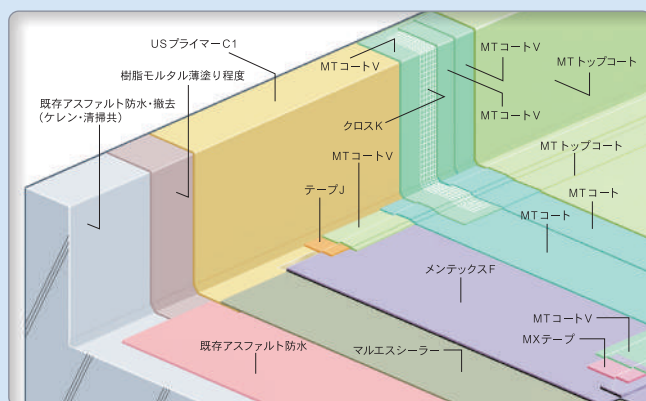 USプライマーC1
MTコートV
MTコートV
MTトップコート
樹脂モルタル薄塗り程度
既存アスファルト防水・撤去
(ケレン・清掃共)
MTコートV
クロスK
MTコートV
MTトップコート
テープJ
MTコート
MTコート
メンテックスF
MTコートV
MXテープ
既存アスファルト防水
マルエスシーラー